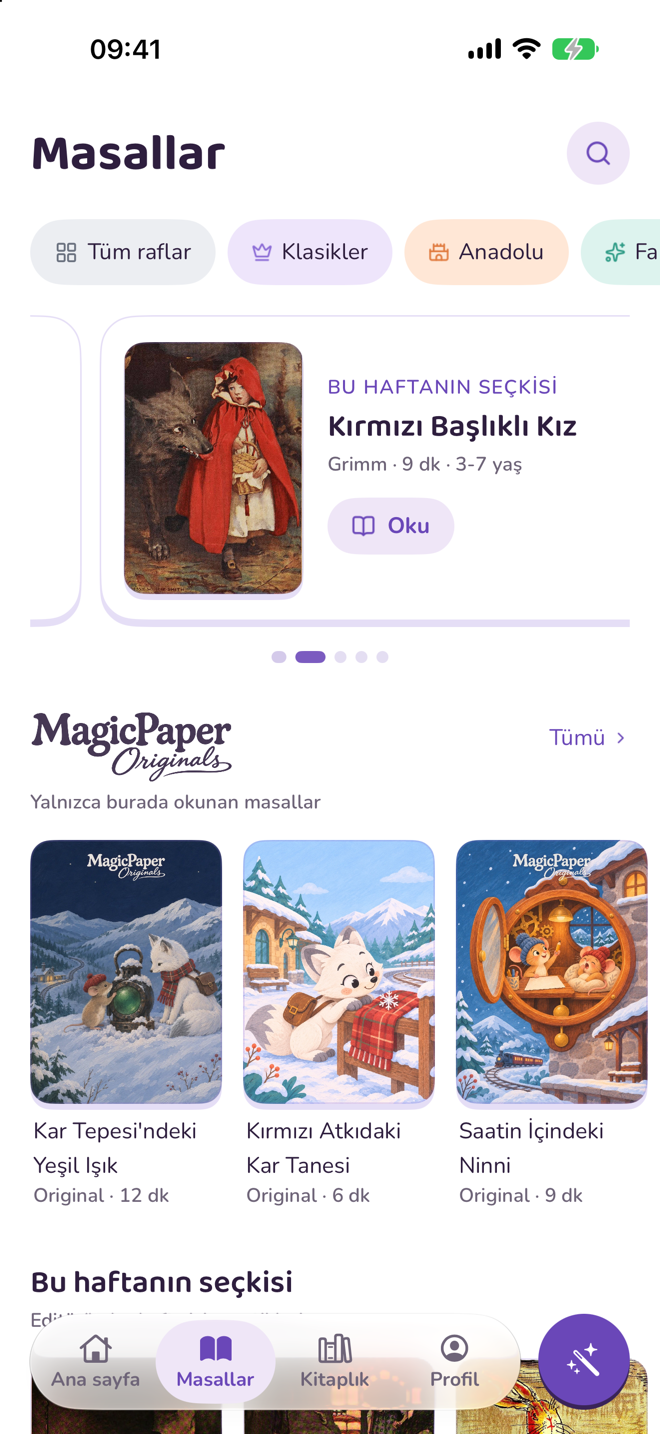 09:41
Masallar
Tüm raflar
Klasikler
Anadolu
Fa
BU HAFTANIN SEÇKİSİ
Kırmızı Başlıklı Kız
Grimm · 9 dk · 3-7 yaş
Oku
MagicPaper
Originals
Tümü
Yalnızca burada okunan masallar
MagicPaper
Originals
MagicPaper
Originals
Kar Tepesi'ndeki
Yeşil Işık
Original · 12 dk
Kırmızı Atkıdaki
Kar Tanesi
Original · 6 dk
Saatin İçindeki
Ninni
Original · 9 dk
Bu haftanın seçkisi
Ana sayfa
Masallar
Kitaplık
Profil